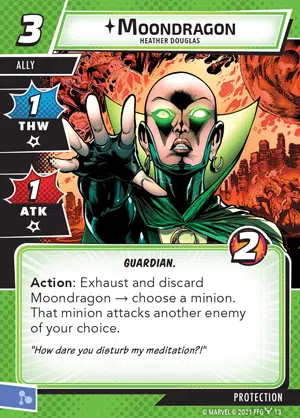 3
Moondragon
HEATHER DOUGLAS
ALLY
1
THW
1
ATK
2
GUARDIAN.
Action: Exhaust and discard
Moondragon → choose a minion.
That minion attacks another enemy
of your choice.
"How dare you disturb my meditation?!"
PROTECTION
© MARVEL © 2021 FFG 13